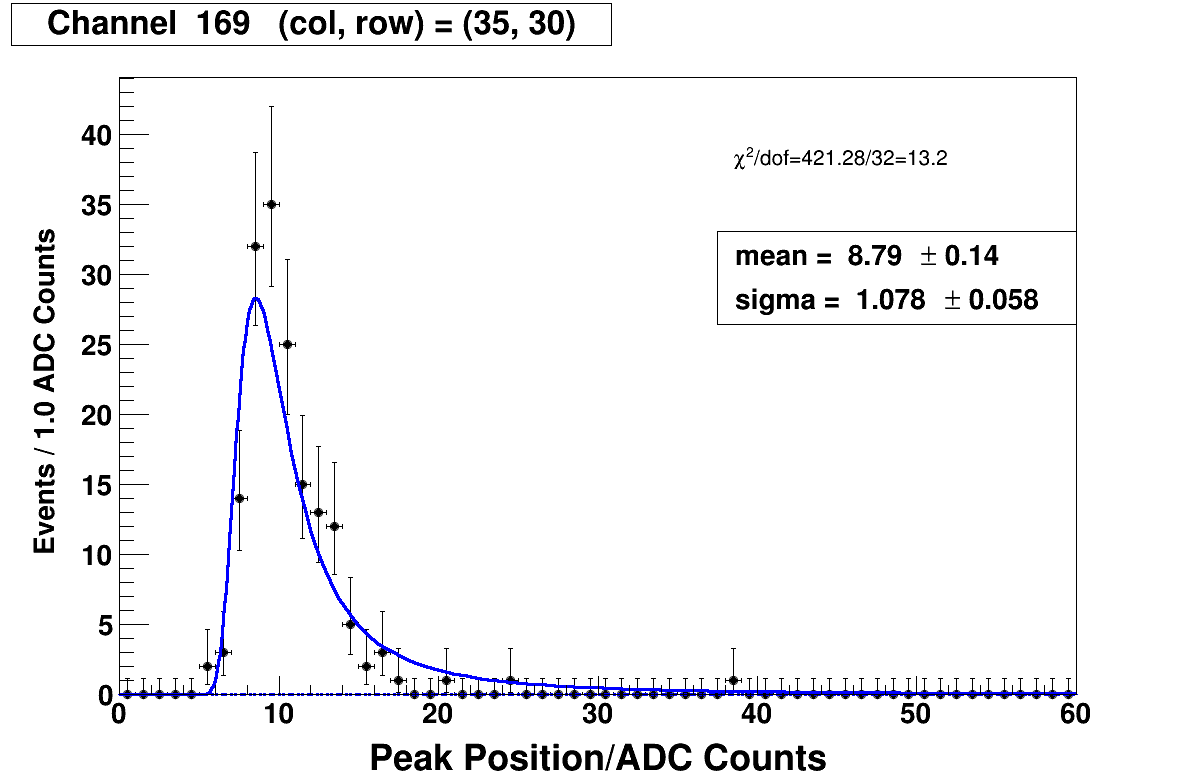 Channel 169 (col, row) = (35, 30)
χ²/dof=421.28/32=13.2
mean = 8.79 ± 0.14
sigma = 1.078 ± 0.058
Events / 1.0 ADC Counts
40
35
30
25
20
15
10
5
0
0 10 20 30 40 50 60
Peak Position/ADC Counts